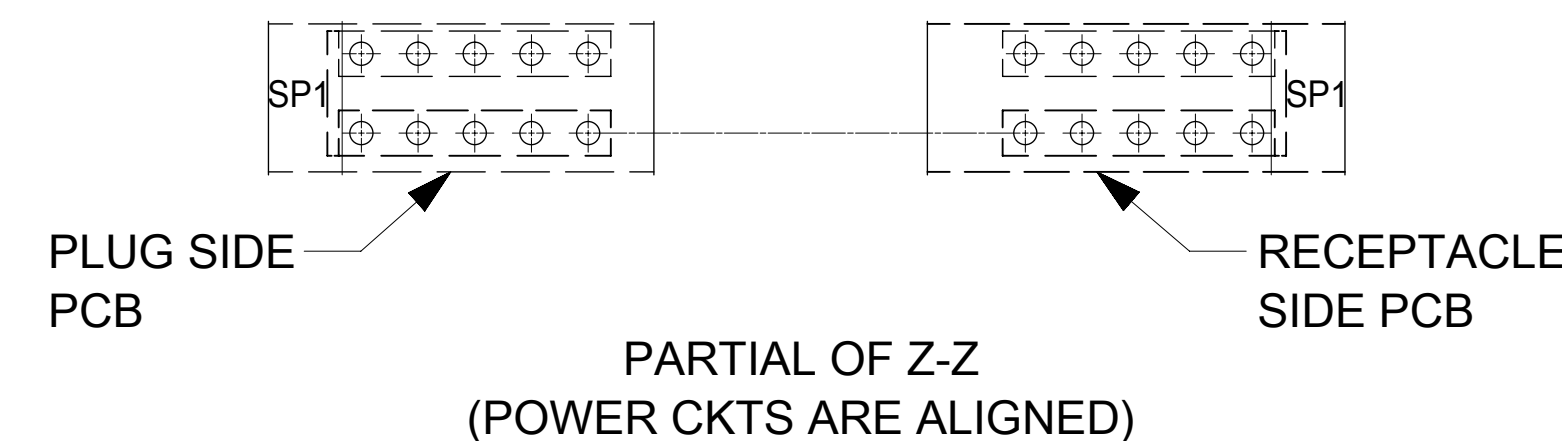 SP1
SP1
PLUG SIDE
PCB
RECEPTACLE
SIDE PCB
PARTIAL OF Z-Z
(POWER CKTS ARE ALIGNED)